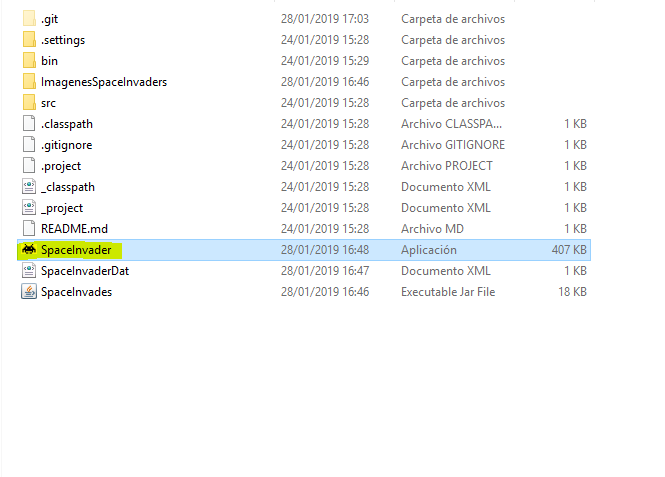 .git 28/01/2019 17:03 Carpeta de archivos
.settings 24/01/2019 15:28 Carpeta de archivos
bin 24/01/2019 15:29 Carpeta de archivos
ImagenesSpaceInvaders 28/01/2019 16:46 Carpeta de archivos
src 24/01/2019 15:28 Carpeta de archivos
.classpath 24/01/2019 15:28 Archivo CLASSPA... 1 KB
.gitignore 24/01/2019 15:28 Archivo GITIGNORE 1 KB
.project 24/01/2019 15:28 Archivo PROJECT 1 KB
_classpath 24/01/2019 15:28 Documento XML 1 KB
_project 24/01/2019 15:28 Documento XML 1 KB
README.md 24/01/2019 15:28 Archivo MD 1 KB
SpaceInvader 28/01/2019 16:48 Aplicación 407 KB
SpaceInvaderDat 28/01/2019 16:47 Documento XML 1 KB
SpaceInvades 28/01/2019 16:46 Executable Jar File 18 KB